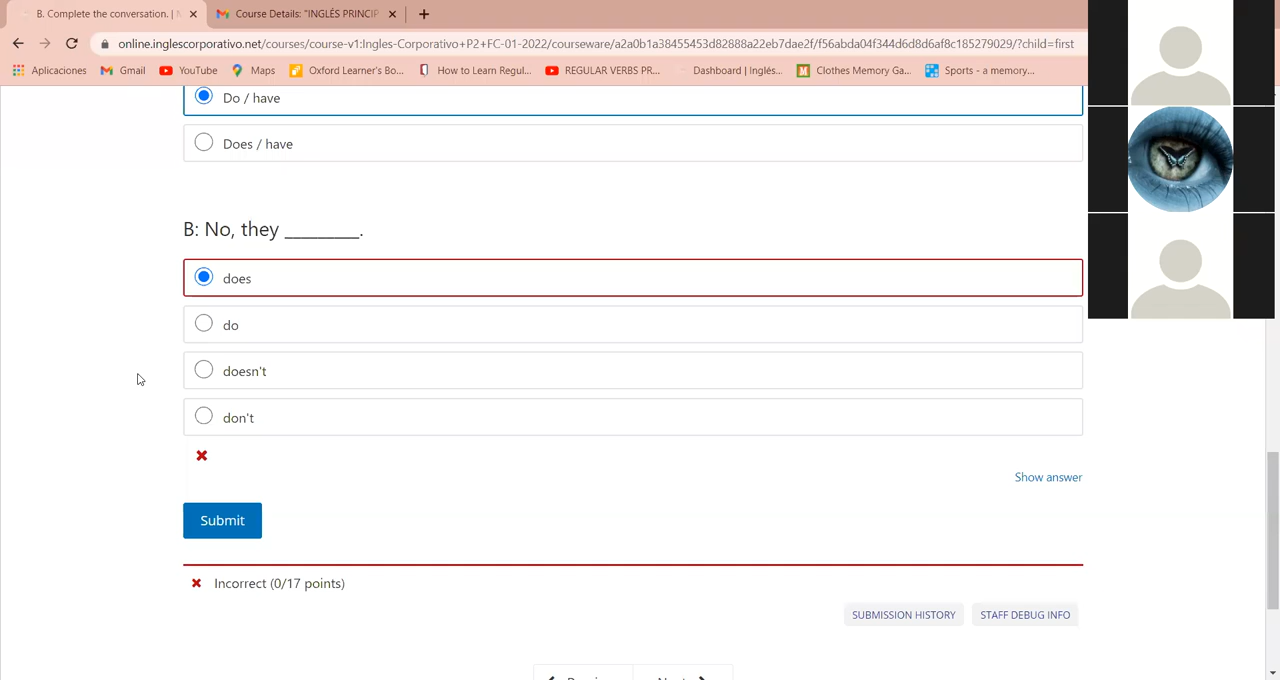 B. Complete the conversation. |
Course Details: "INGLÉS PRINCIP
online.inglescorporativo.net/courses/course-v1:Ingles-Corporativo+P2+FC-01-2022/courseware/a2a0b1a38455453d82888a22eb7dae2f/f56abda04f344d6d8d6af8c185279029/?child=first
Aplicaciones Gmail YouTube Maps Oxford Learner's Bo... How to Learn Regul... REGULAR VERBS PR... Dashboard | Inglés... Clothes Memory Ga... Sports - a memory...
Do / have
Does / have
B: No, they ________.
does
do
doesn't
don't
Show answer
Submit
Incorrect (0/17 points)
SUBMISSION HISTORY STAFF DEBUG INFO